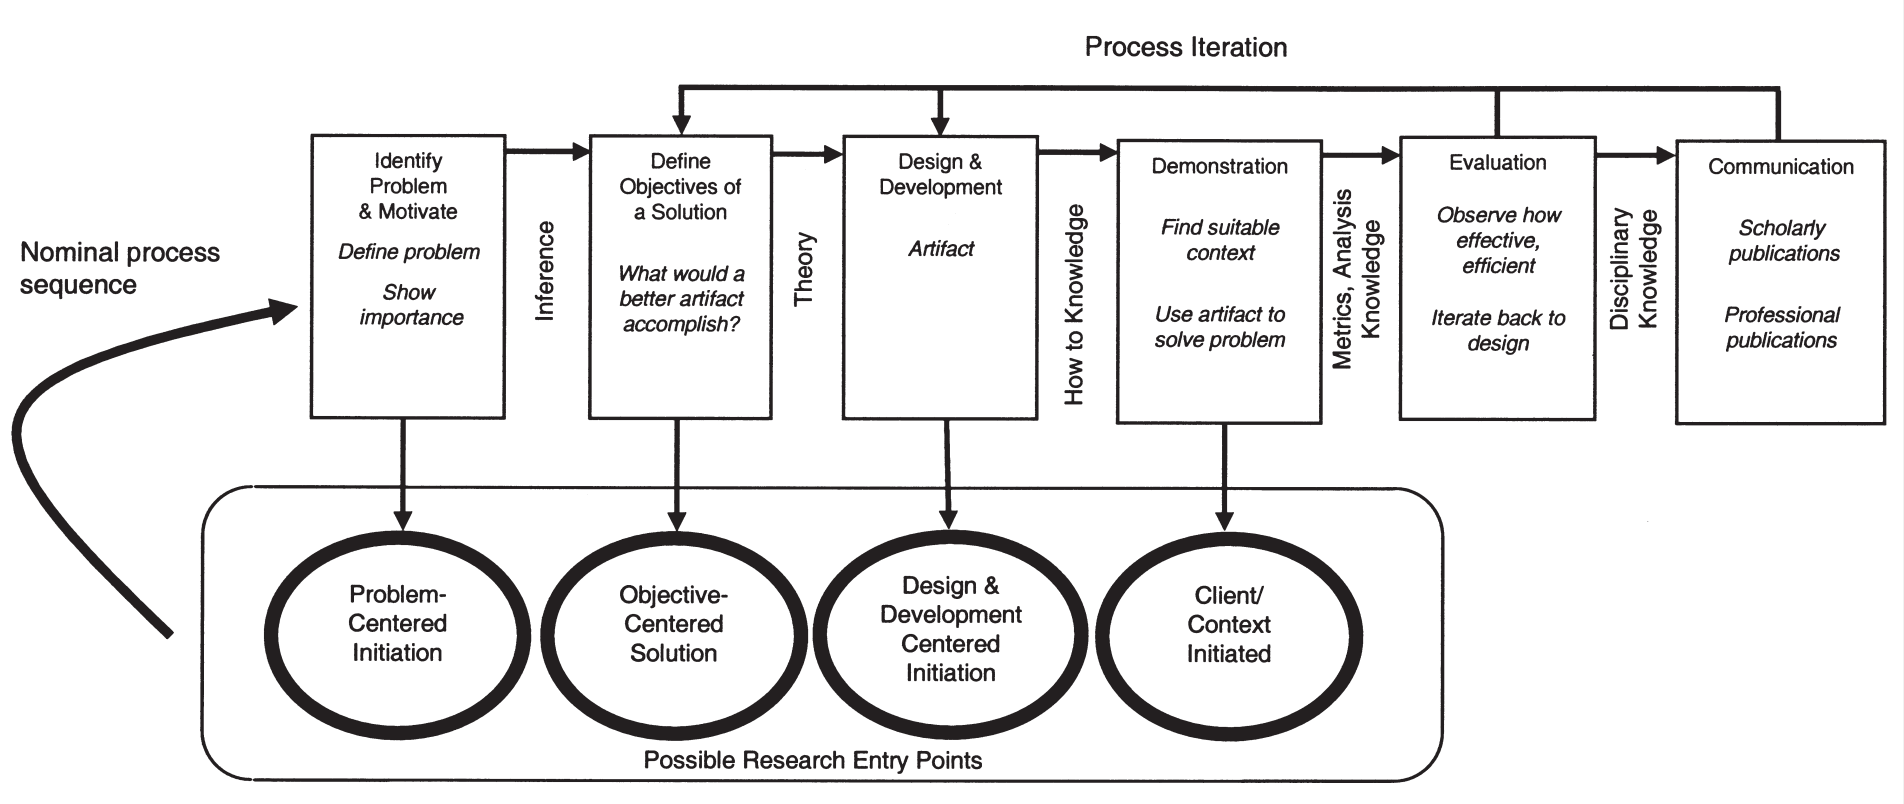 Process Iteration
Nominal process
sequence
Identify
Problem
& Motivate
Define problem
Show
importance
Inference
Define
Objectives of
a Solution
What would a
better artifact
accomplish?
Theory
Design &
Development
Artifact
How to Knowledge
Demonstration
Find suitable
context
Use artifact to
solve problem
Metrics, Analysis
Knowledge
Evaluation
Observe how
effective,
efficient
Iterate back to
design
Disciplinary
Knowledge
Communication
Scholarly
publications
Professional
publications
Problem-
Centered
Initiation
Objective-
Centered
Solution
Design &
Development
Centered
Initiation
Client/
Context
Initiated
Possible Research Entry Points